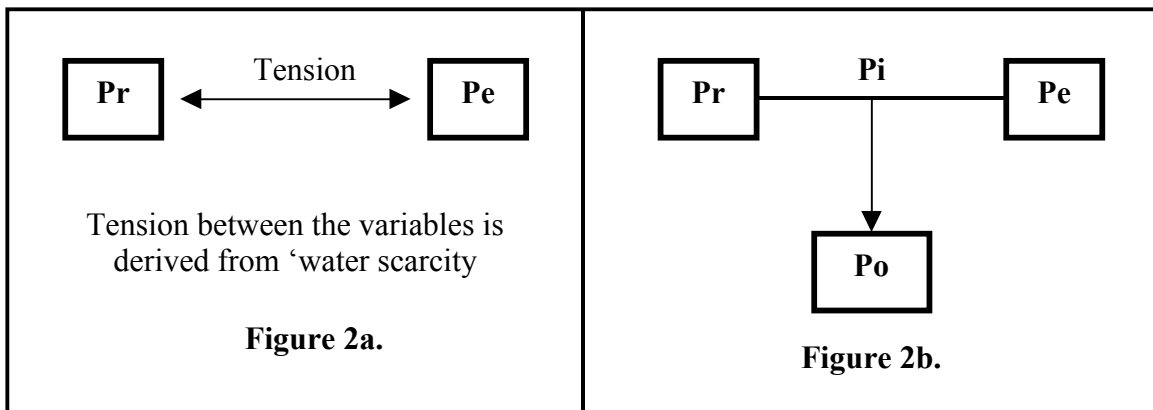 Tension
Pr
Pe
Tension between the variables is
derived from ‘water scarcity
Figure 2a.
Pi
Pr
Pe
Po
Figure 2b.